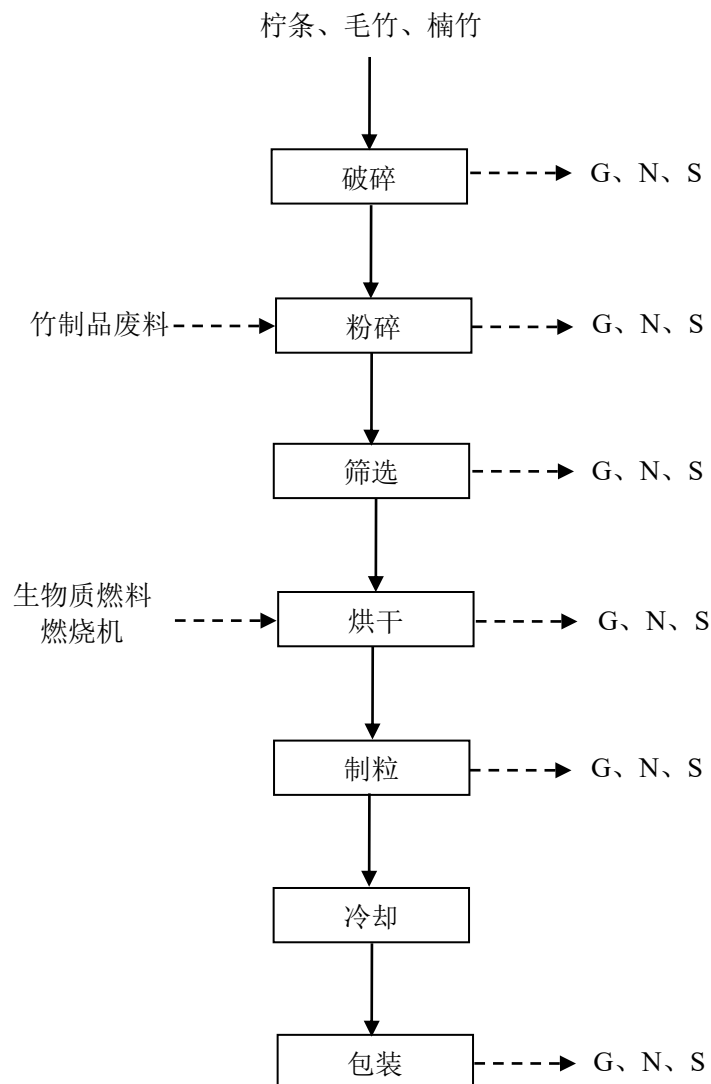 柠条、毛竹、楠竹
破碎
G、N、S
竹制品废料
粉碎
G、N、S
筛选
G、N、S
生物质燃料
燃烧机
烘干
G、N、S
制粒
G、N、S
冷却
包装
G、N、S